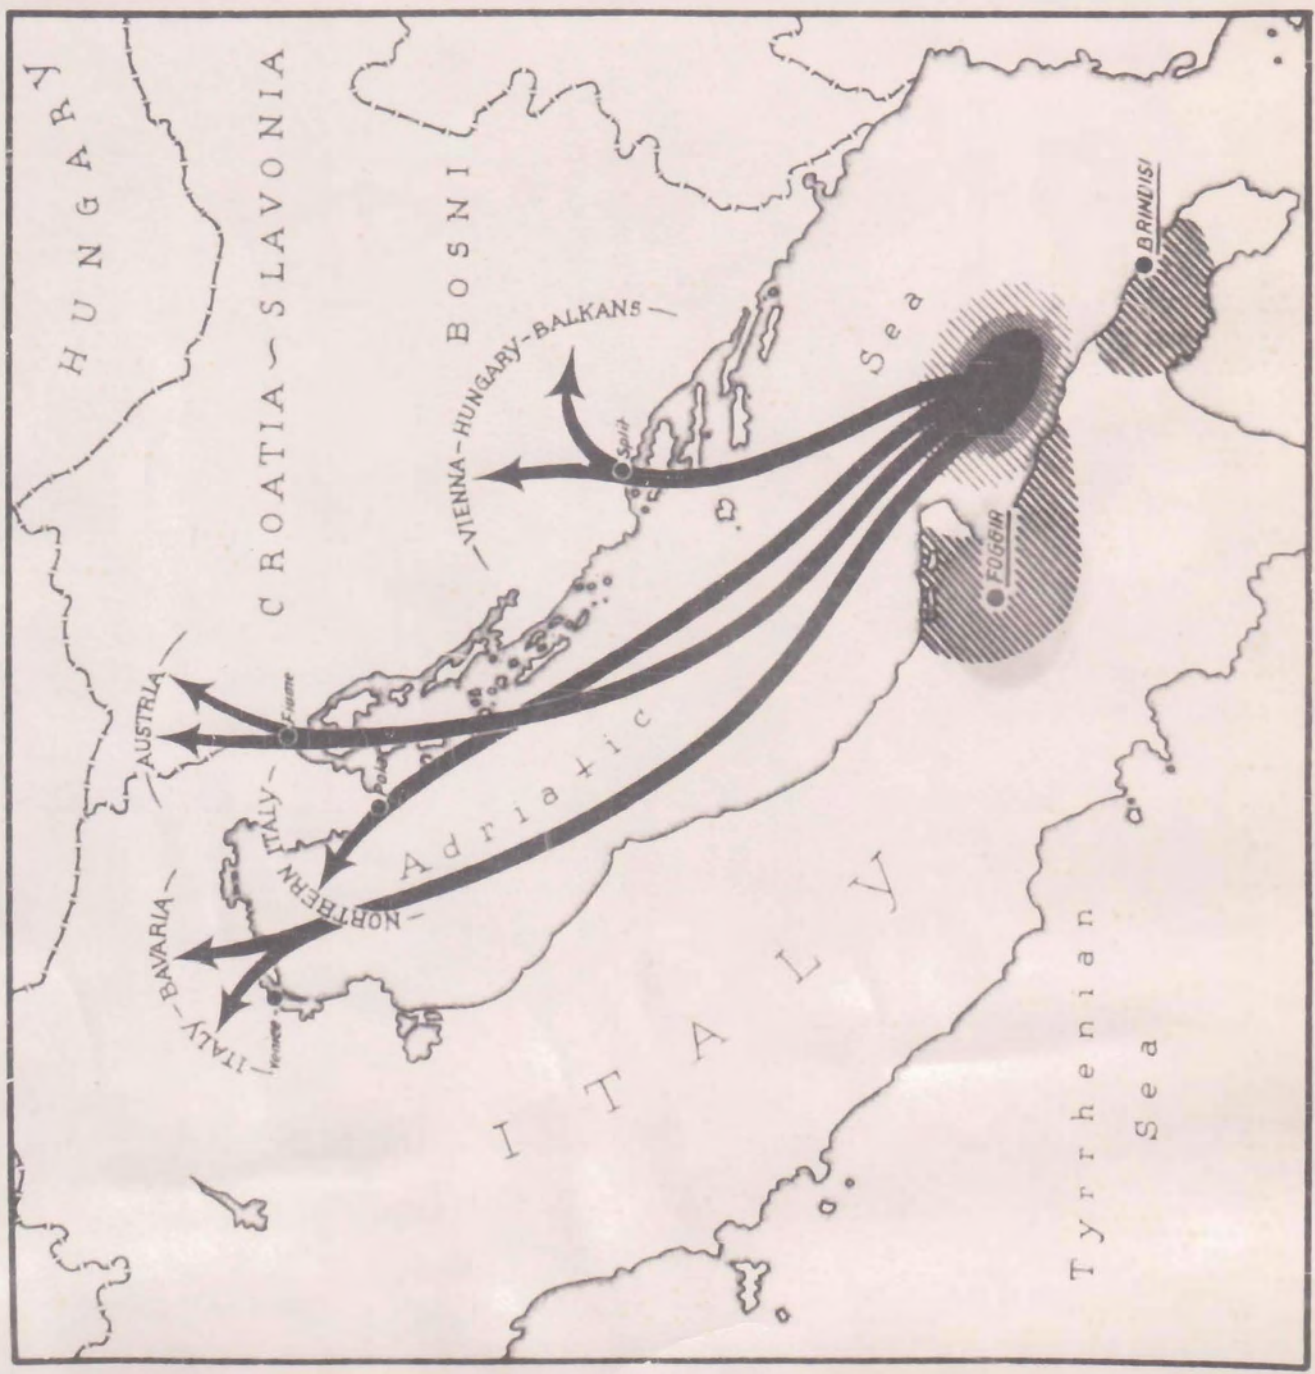 HUNGARY
CROATIA-SLAVONIA
BOSNI
-VIENNA-HUNGARY-BALKANS-
Split
-AUSTRIA-
Fiume
Pola
-NORTHERN ITALY-
-ITALY-BAVARIA-
Venice
Adriatic
Sea
BRINDISI
FOGGIA
ITALY
Tyrrhenian
Sea